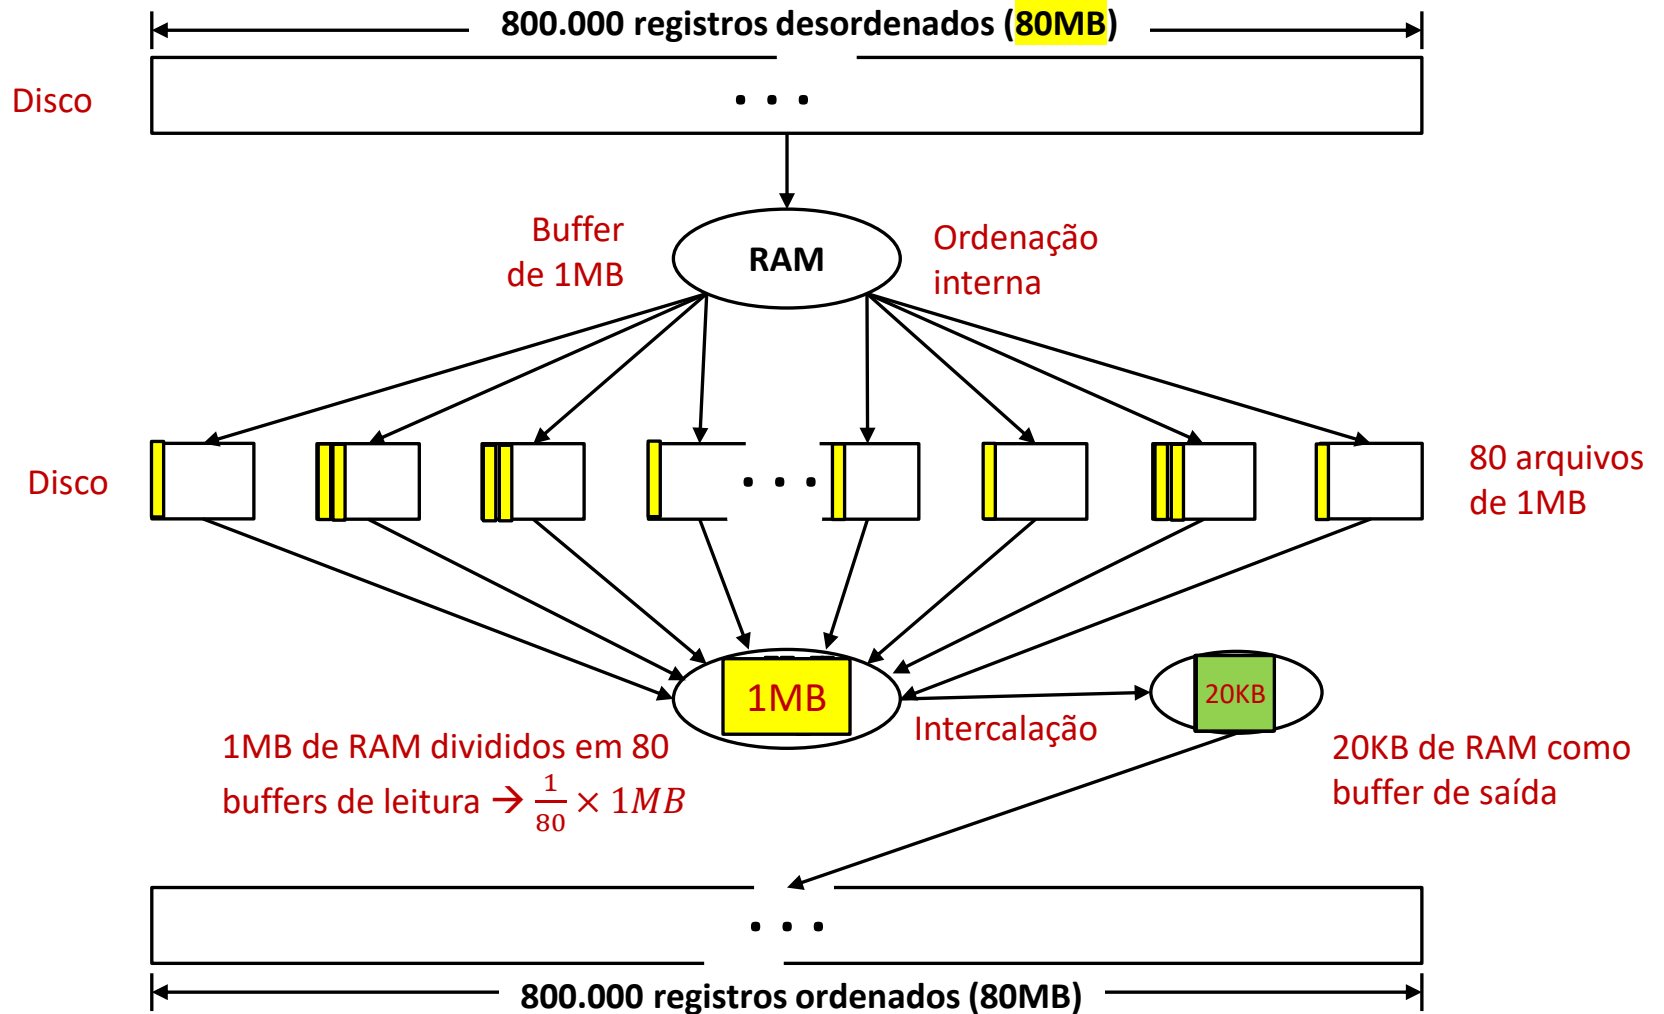 800.000 registros desordenados (80MB)
Disco
. . .
Buffer
de 1MB
RAM
Ordenação
interna
Disco
. . .
80 arquivos
de 1MB
1MB
20KB
Intercalação
1MB de RAM divididos em 80
buffers de leitura → 1/80 × 1MB
20KB de RAM como
buffer de saída
. . .
800.000 registros ordenados (80MB)